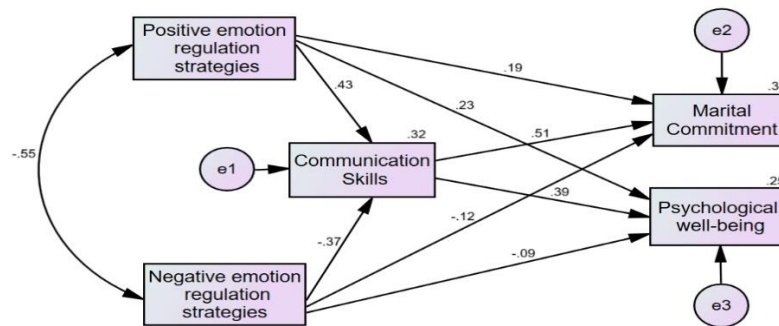 Positive emotion
regulation
strategies
e2
.19
.43
.23
Marital
Commitment
-.55
.32
.51
Communication
Skills
e1
.39
-.12
Psychological
well-being
-.37
-.09
Negative emotion
regulation
strategies
e3